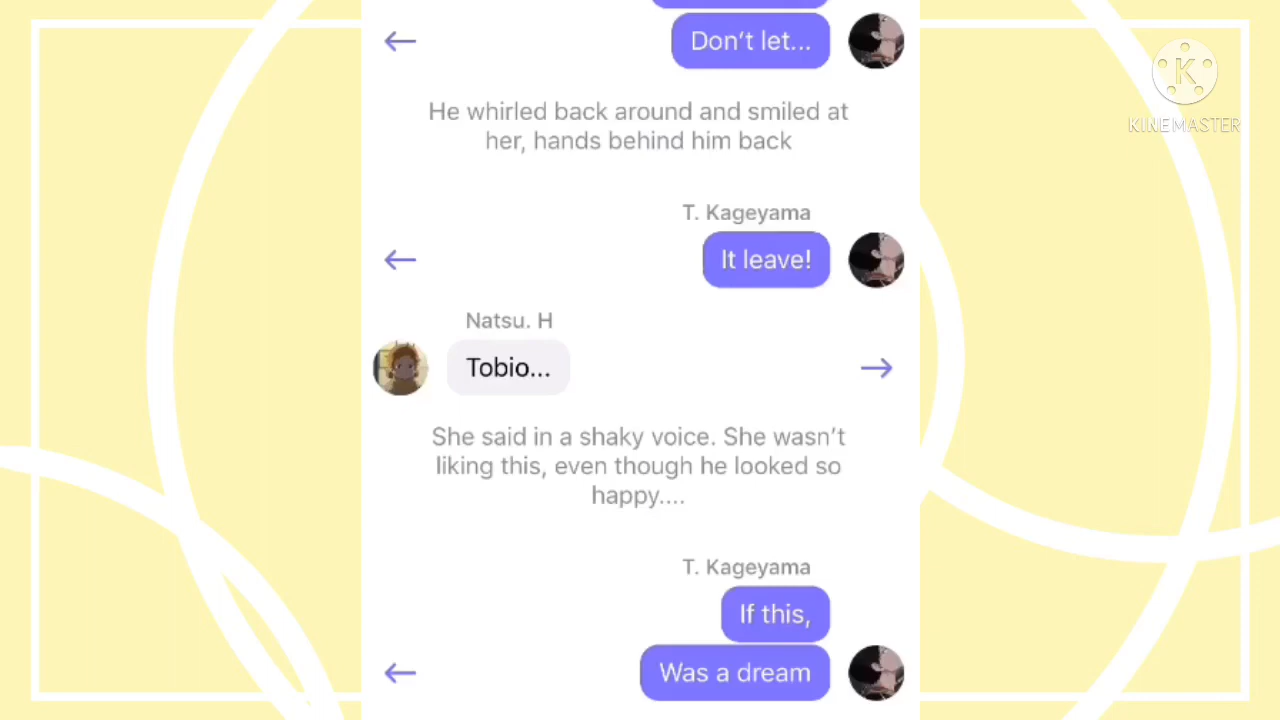 Don't let...
He whirled back around and smiled at
her, hands behind him back
T. Kageyama
It leave!
Natsu. H
Tobio...
She said in a shaky voice. She wasn't
liking this, even though he looked so
happy....
T. Kageyama
If this,
Was a dream
K
KINEMASTER